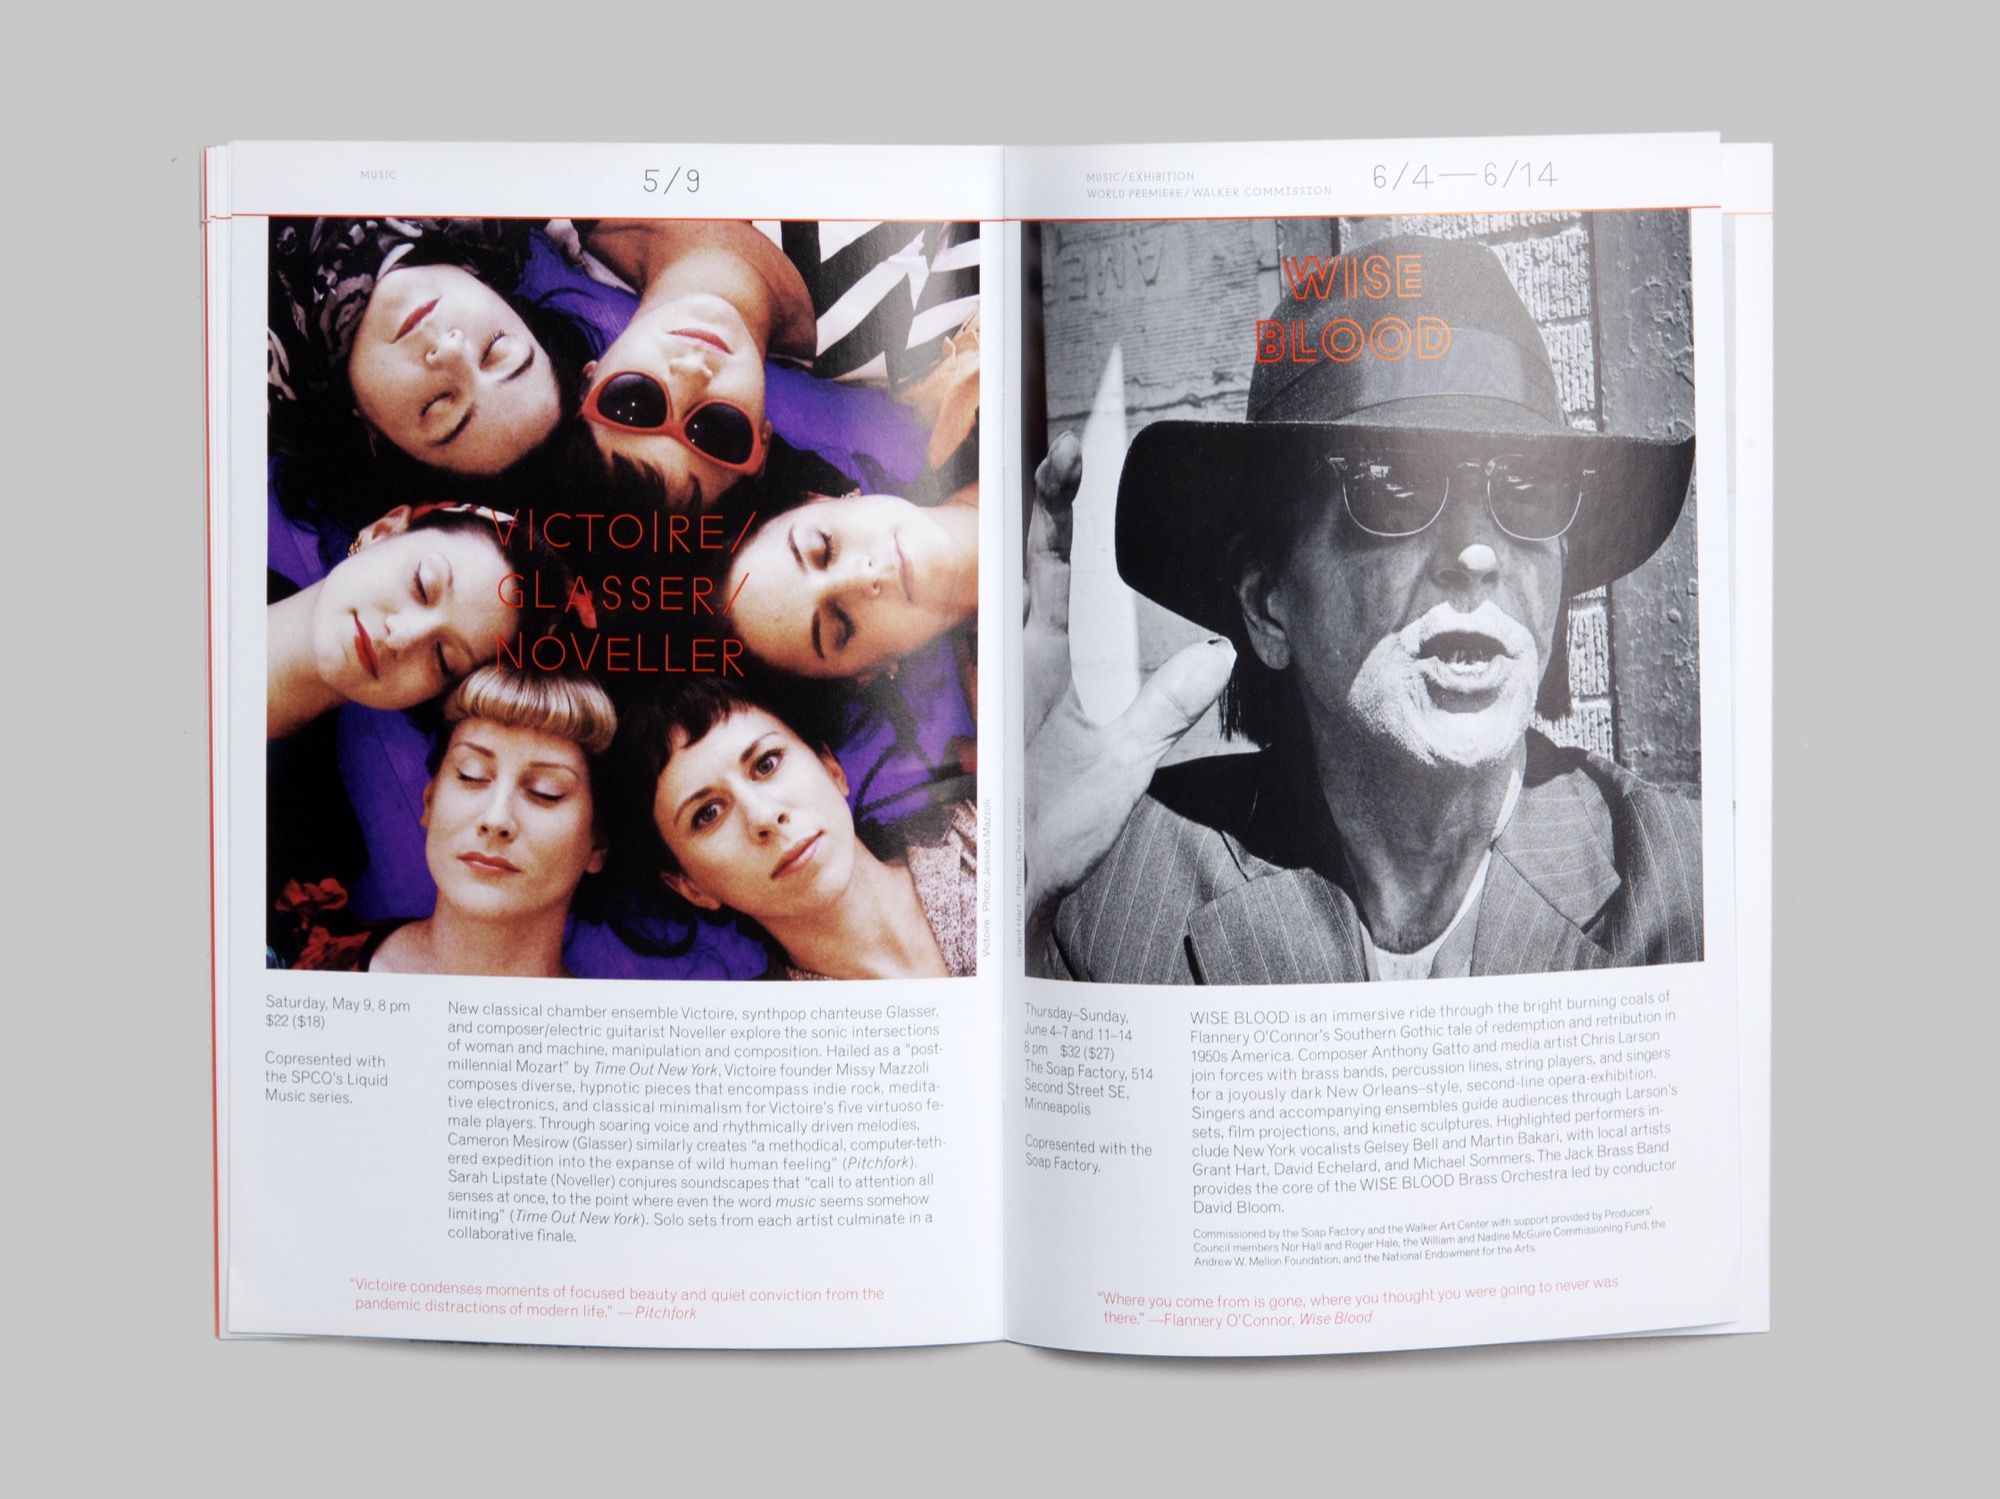 MUSIC
5/9
VICTOIRE/
GLASSER/
NOVELLER
Victoire Photo: Jessica Mazzoli
Saturday, May 9, 8 pm
$22 ($18)
Copresented with
the SPCO's Liquid
Music series.
New classical chamber ensemble Victoire, synthpop chanteuse Glasser,
and composer/electric guitarist Noveller explore the sonic intersections
of woman and machine, manipulation and composition. Hailed as a “post-
millennial Mozart” by Time Out New York, Victoire founder Missy Mazzoli
composes diverse, hypnotic pieces that encompass indie rock, medita-
tive electronics, and classical minimalism for Victoire's five virtuoso fe-
male players. Through soaring voice and rhythmically driven melodies,
Cameron Mesirow (Glasser) similarly creates “a methodical, computer-teth-
ered expedition into the expanse of wild human feeling” (Pitchfork).
Sarah Lipstate (Noveller) conjures soundscapes that “call to attention all
senses at once, to the point where even the word music seems somehow
limiting” (Time Out New York). Solo sets from each artist culminate in a
collaborative finale.
“Victoire condenses moments of focused beauty and quiet conviction from the
pandemic distractions of modern life.” —Pitchfork
MUSIC/EXHIBITION
WORLD PREMIERE/WALKER COMMISSION
6/4—6/14
WISE
BLOOD
Grant Hart Photo: Chris Larson
Thursday–Sunday,
June 4–7 and 11–14
8 pm $32 ($27)
The Soap Factory, 514
Second Street SE,
Minneapolis
Copresented with the
Soap Factory.
WISE BLOOD is an immersive ride through the bright burning coals of
Flannery O'Connor's Southern Gothic tale of redemption and retribution in
1950s America. Composer Anthony Gatto and media artist Chris Larson
join forces with brass bands, percussion lines, string players, and singers
for a joyously dark New Orleans–style, second-line opera-exhibition.
Singers and accompanying ensembles guide audiences through Larson's
sets, film projections, and kinetic sculptures. Highlighted performers in-
clude New York vocalists Gelsey Bell and Martin Bakari, with local artists
Grant Hart, David Echelard, and Michael Sommers. The Jack Brass Band
provides the core of the WISE BLOOD Brass Orchestra led by conductor
David Bloom.
Commissioned by the Soap Factory and the Walker Art Center with support provided by Producers'
Council members Nor Hall and Roger Hale, the William and Nadine McGuire Commissioning Fund, the
Andrew W. Mellon Foundation, and the National Endowment for the Arts.
“Where you come from is gone, where you thought you were going to never was
there.” —Flannery O'Connor, Wise Blood